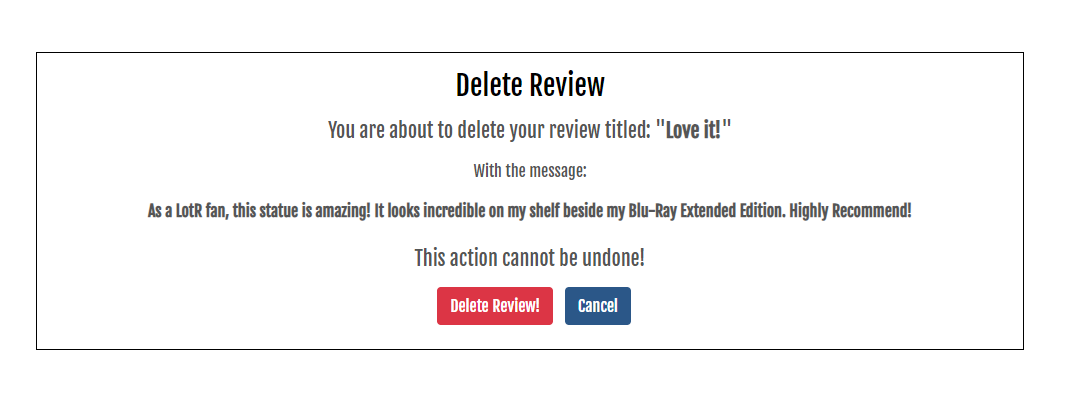 Delete Review
You are about to delete your review titled: "Love it!"
With the message:
As a LotR fan, this statue is amazing! It looks incredible on my shelf beside my Blu-Ray Extended Edition. Highly Recommend!
This action cannot be undone!
Delete Review! Cancel